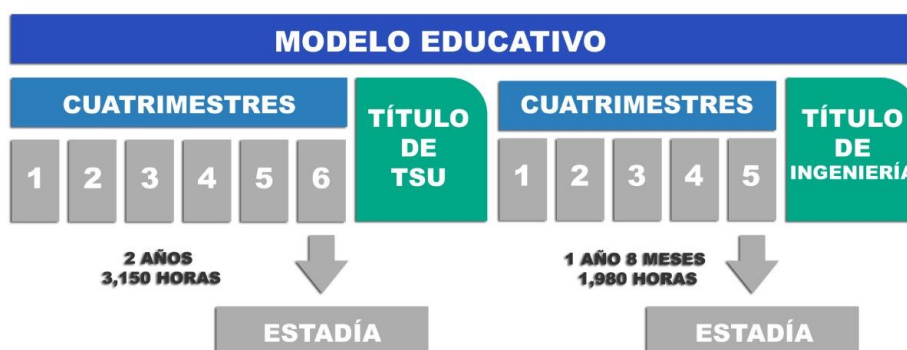 MODELO EDUCATIVO
CUATRIMESTRES
1 2 3 4 5 6
TÍTULO
DE
TSU
CUATRIMESTRES
1 2 3 4 5
TÍTULO
DE
INGENIERÍA
2 AÑOS
3,150 HORAS
1 AÑO 8 MESES
1,980 HORAS
ESTADÍA
ESTADÍA